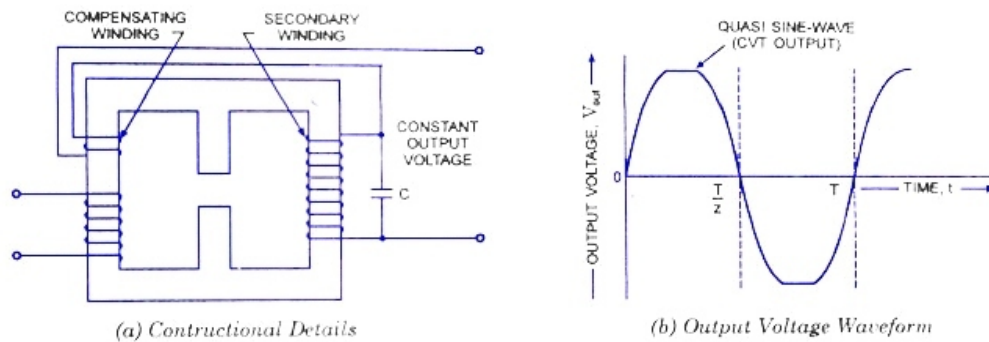 COMPENSATING
WINDING
SECONDARY
WINDING
CONSTANT
OUTPUT
VOLTAGE
C
(a) Contructional Details
QUASI SINE-WAVE
(CVT OUTPUT)
OUTPUT VOLTAGE, Vout
0
T
z
T
TIME, t
(b) Output Voltage Waveform